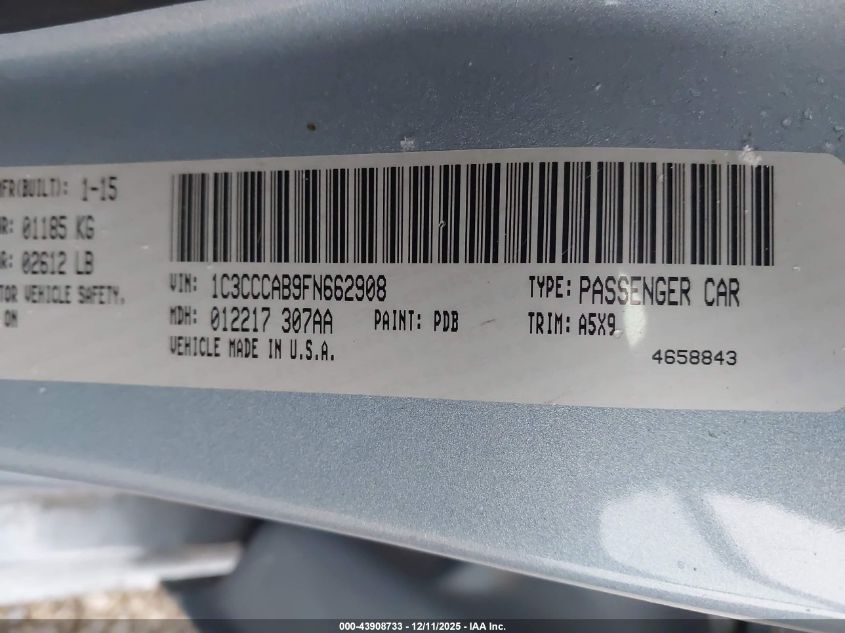 MFR(BUILT): 1-15
01185 KG
02612 LB
VEHICLE SAFETY.
ON
VIN: 1C3CCCAB9FN662908
TYPE: PASSENGER CAR
MDH: 012217 307AA
PAINT: PDB
TRIM: A5X9
VEHICLE MADE IN U.S.A.
4658843
000-43908733 - 12/11/2025 - IAA Inc.